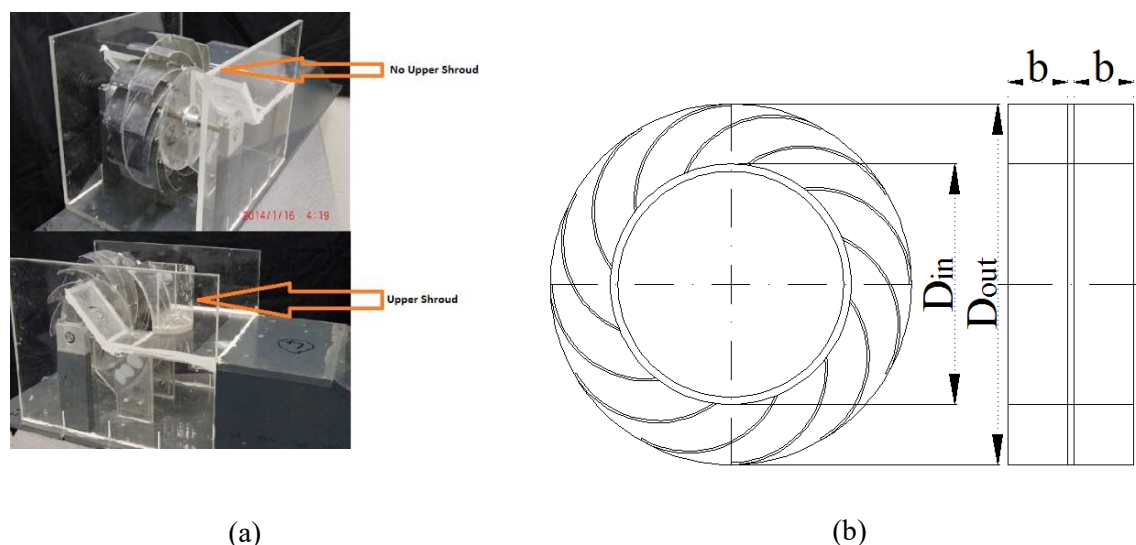 No Upper Shroud
2014/1/16 4:19
Upper Shroud
(a)
b b
Din
Dout
(b)